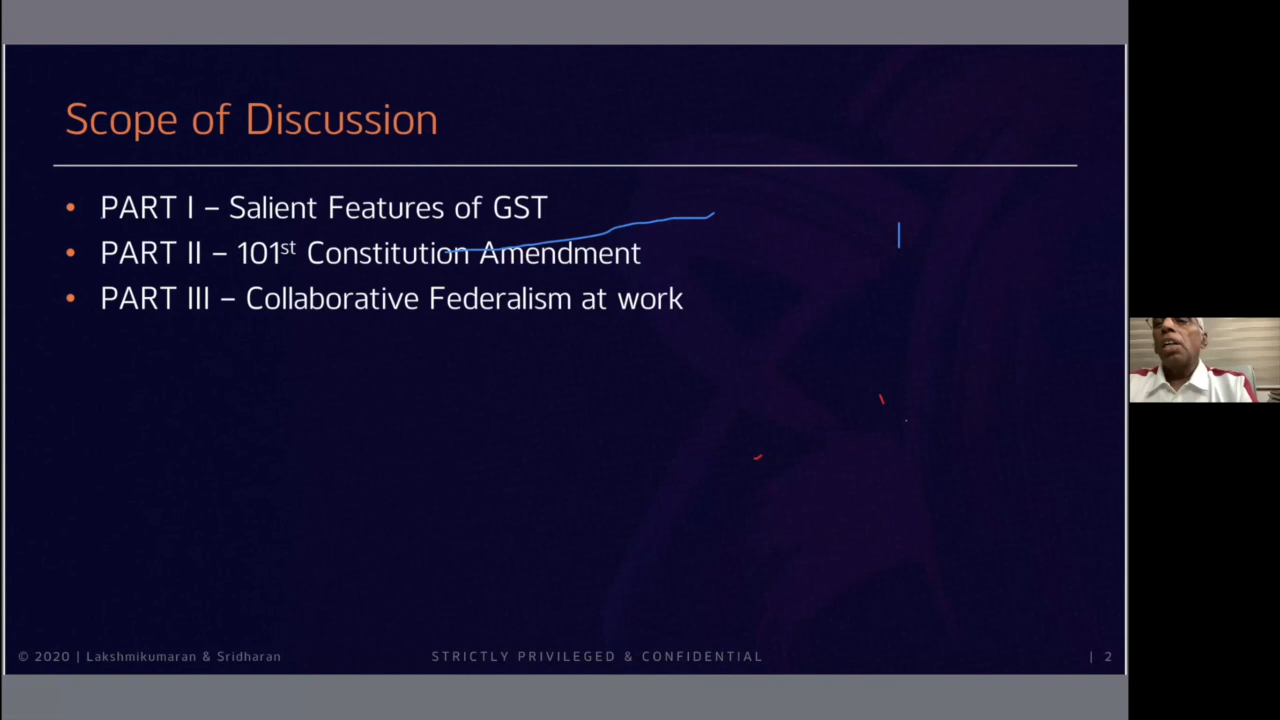 Scope of Discussion
• PART I – Salient Features of GST
• PART II – 101st Constitution Amendment
• PART III – Collaborative Federalism at work
© 2020 | Lakshmikumaran & Sridharan STRICTLY PRIVILEGED & CONFIDENTIAL | 2